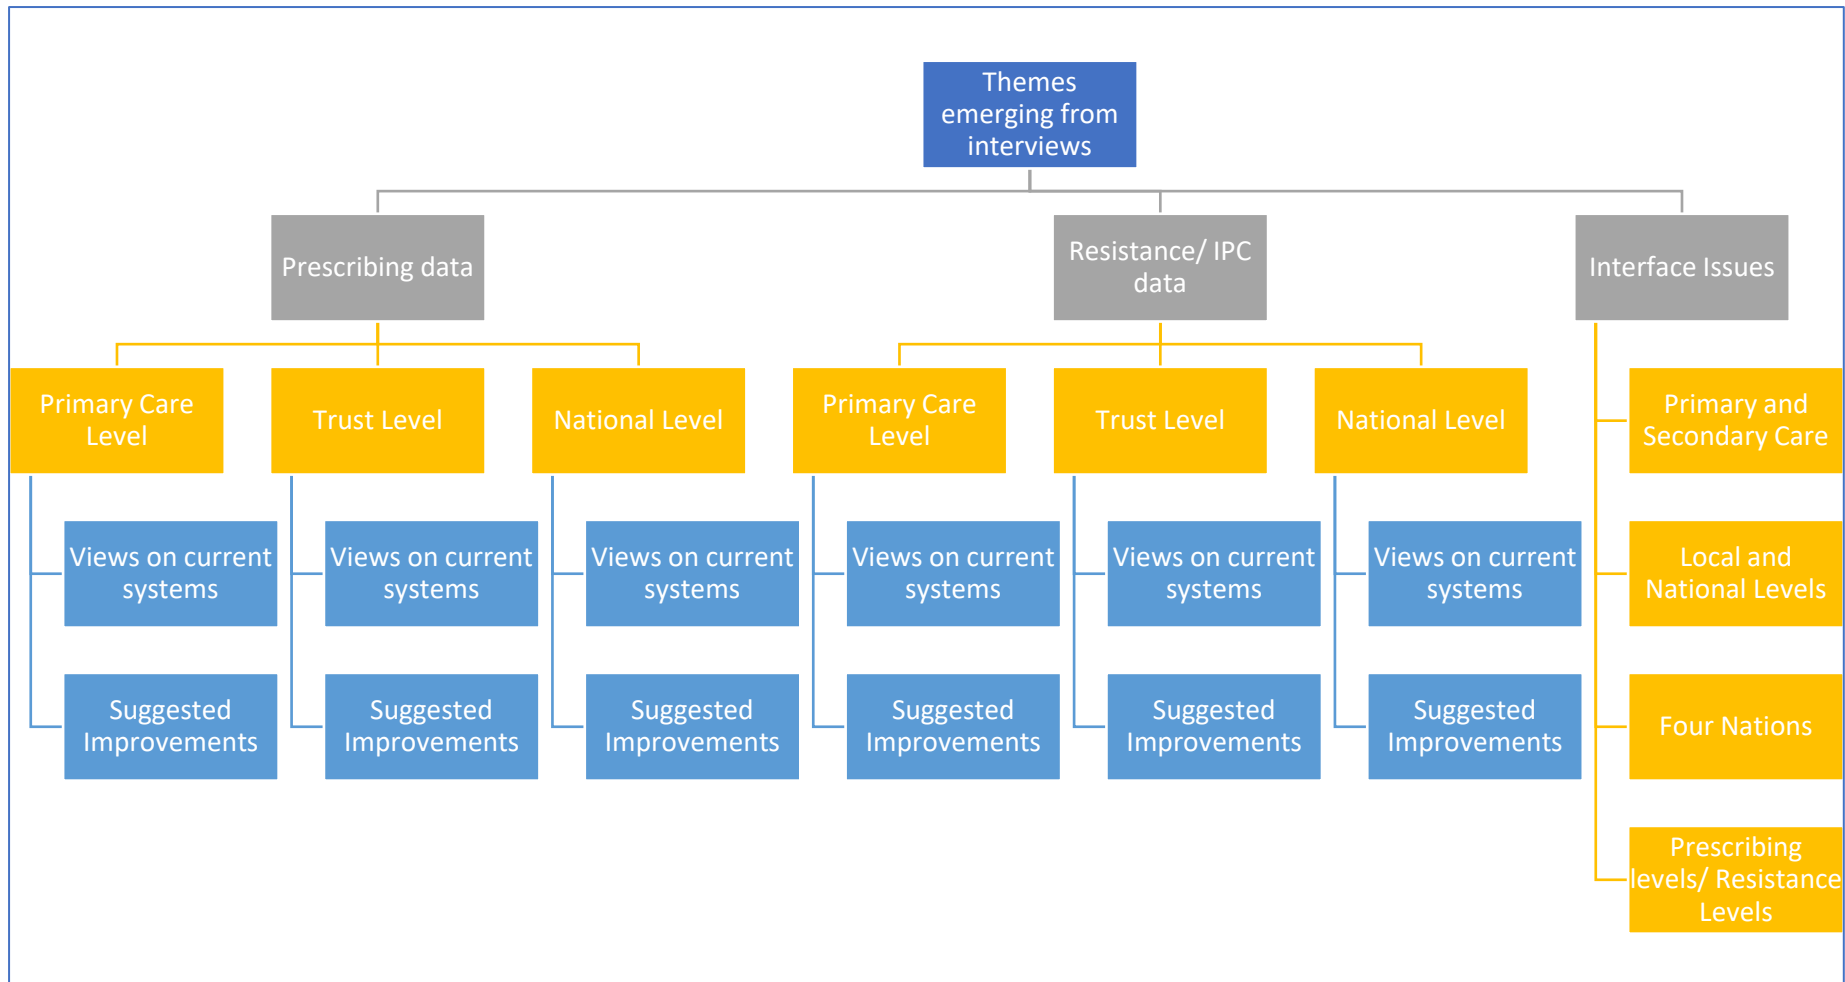 Themes
emerging from
interviews
Prescribing data
Resistance/ IPC
data
Interface Issues
Primary Care
Level
Trust Level
National Level
Primary Care
Level
Trust Level
National Level
Primary and
Secondary Care
Views on current
systems
Views on current
systems
Views on current
systems
Views on current
systems
Views on current
systems
Views on current
systems
Local and
National Levels
Suggested
Improvements
Suggested
Improvements
Suggested
Improvements
Suggested
Improvements
Suggested
Improvements
Suggested
Improvements
Four Nations
Prescribing
levels/ Resistance
Levels